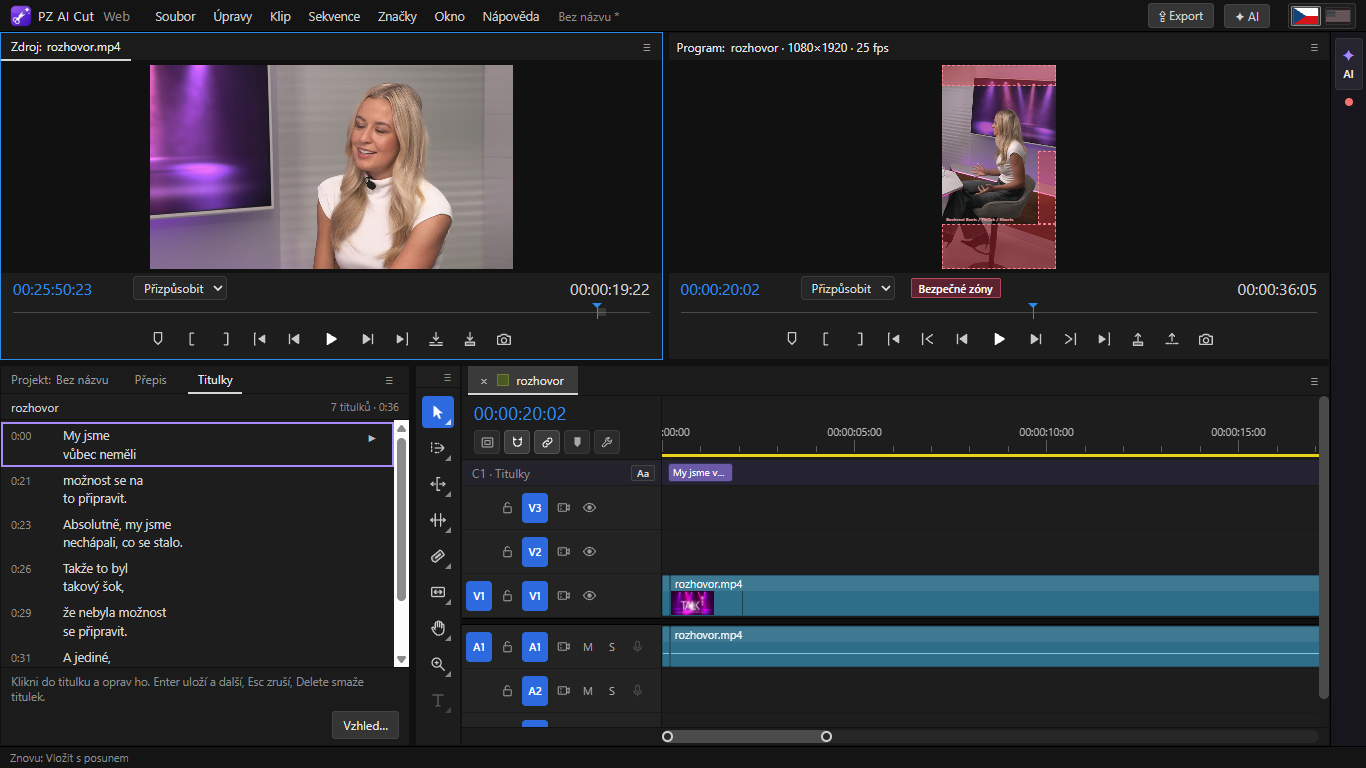 PZ AI Cut Web Soubor Úpravy Klip Sekvence Značky Okno Nápověda Bez názvu * Export AI
Zdroj: rozhovor.mp4
Program: rozhovor · 1080×1920 · 25 fps
AI
00:25:50:23 Přizpůsobit 00:00:19:22
00:00:20:02 Přizpůsobit Bezpečné zóny 00:00:36:05
Projekt: Bez názvu Přepis Titulky
rozhovor 7 titulků · 0:36
0:00 My jsme
vůbec neměli
0:21 možnost se na
to připravit.
0:23 Absolutně, my jsme
nechápali, co se stalo.
0:26 Takže to byl
takový šok,
0:29 že nebyla možnost
se připravit.
0:31 A jediné,
Klikni do titulku a oprav ho. Enter uloží a další, Esc zruší, Delete smaže
titulek.
Vzhled...
rozhovor
00:00:20:02
:00:00 00:00:05:00 00:00:10:00 00:00:15:00
C1 · Titulky Aa My jsme v...
V3
V2
V1 V1 rozhovor.mp4
TALK
A1 A1 M S rozhovor.mp4
A2 M S
T
Znovu: Vložit s posunem